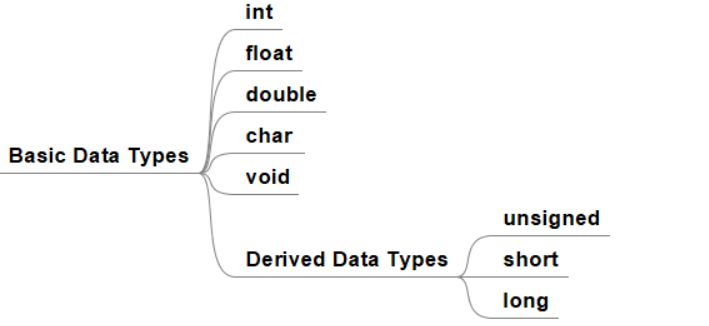 int
float
double
char
Basic Data Types
void
unsigned
Derived Data Types
short
long